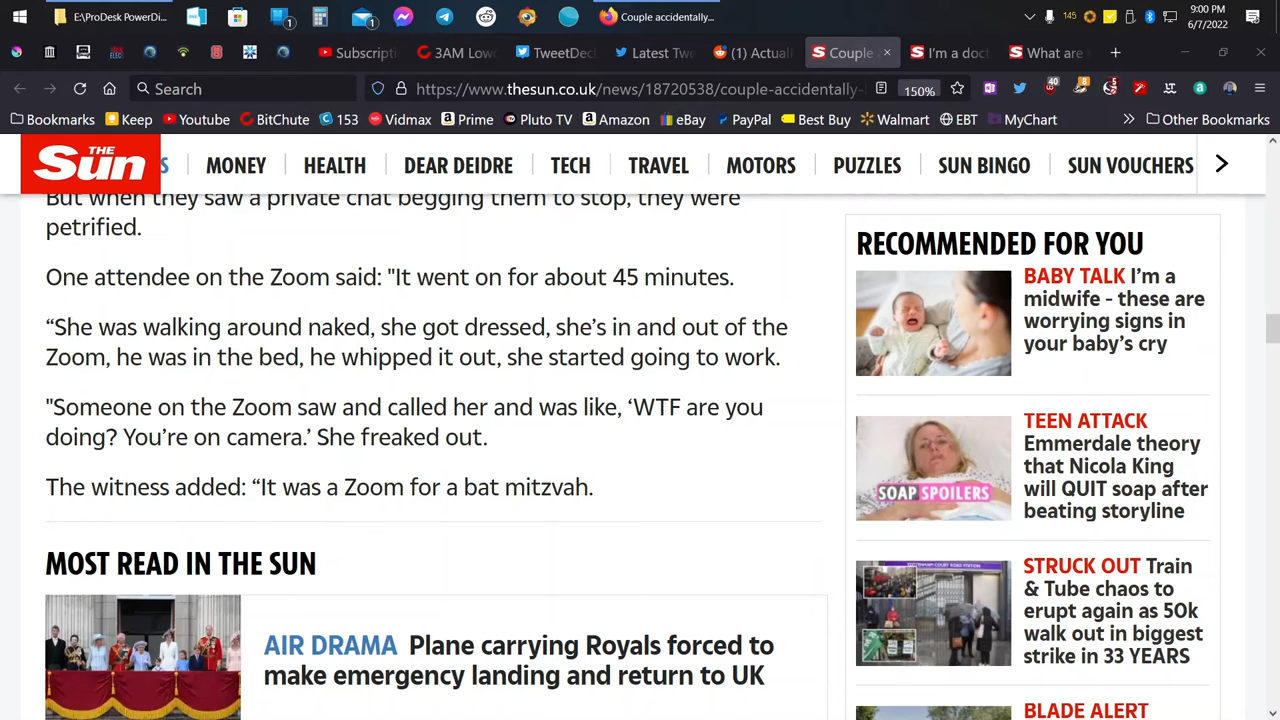 E:\ProDesk PowerDi...
1
1
Couple accidentally...
145
9:00 PM
6/7/2022
Subscripti
3AM Low
TweetDec
Latest Twe
(1) Actuall
Couple
I'm a doct
What are
Search
https://www.thesun.co.uk/news/18720538/couple-accidentally-
150%
40
8
5
Bookmarks
Keep
Youtube
BitChute
153
Vidmax
Prime
Pluto TV
Amazon
eBay
PayPal
Best Buy
Walmart
EBT
MyChart
Other Bookmarks
THE
Sun
S
MONEY
HEALTH
DEAR DEIDRE
TECH
TRAVEL
MOTORS
PUZZLES
SUN BINGO
SUN VOUCHERS
But when they saw a private chat begging them to stop, they were
petrified.
One attendee on the Zoom said: "It went on for about 45 minutes.
“She was walking around naked, she got dressed, she’s in and out of the
Zoom, he was in the bed, he whipped it out, she started going to work.
"Someone on the Zoom saw and called her and was like, ‘WTF are you
doing? You’re on camera.’ She freaked out.
The witness added: “It was a Zoom for a bat mitzvah.
MOST READ IN THE SUN
AIR DRAMA Plane carrying Royals forced to
make emergency landing and return to UK
RECOMMENDED FOR YOU
BABY TALK I’m a
midwife - these are
worrying signs in
your baby’s cry
TEEN ATTACK
Emmerdale theory
that Nicola King
will QUIT soap after
beating storyline
SOAP SPOILERS
STRUCK OUT Train
& Tube chaos to
erupt again as 50k
walk out in biggest
strike in 33 YEARS
BLADE ALERT